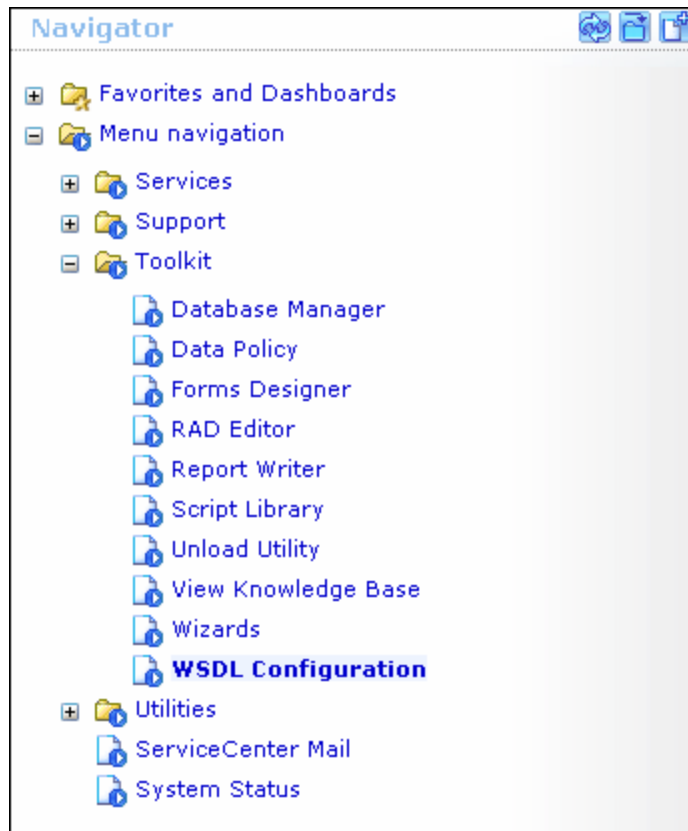 Navigator
Favorites and Dashboards
Menu navigation
Services
Support
Toolkit
Database Manager
Data Policy
Forms Designer
RAD Editor
Report Writer
Script Library
Unload Utility
View Knowledge Base
Wizards
WSDL Configuration
Utilities
ServiceCenter Mail
System Status